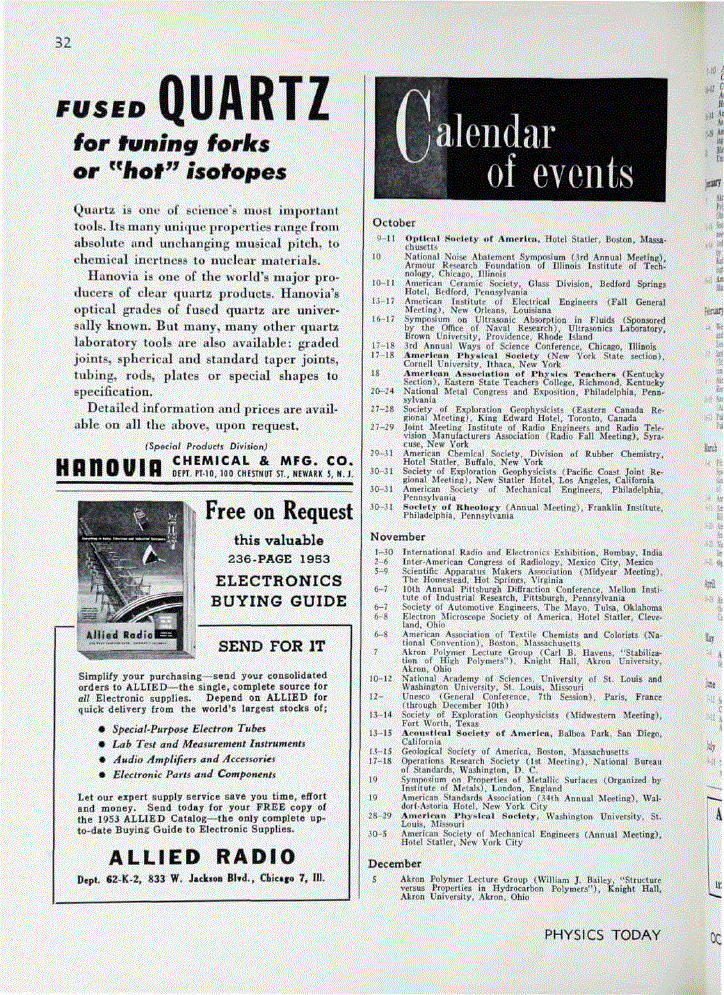 32
FUSED QUARTZ
for tuning forks
or "hot" isotopes
Quartz is one of science's most important
tools. Its many unique properties range from
absolute and unchanging musical pitch, to
chemical inertness to nuclear materials.
Hanovia is one of the world's major pro-
ducers of clear quartz products. Hanovia's
optical grades of fused quartz are univer-
sally known. But many, many other quartz
laboratory tools are also available: graded
joints, spherical and standard taper joints,
tubing, rods, plates or special shapes to
specification.
Detailed information and prices are avail-
able on all the above, upon request.
(Special Products Division)
HANOVIA CHEMICAL & MFG. CO.
DEPT. PT-10, 100 CHESTNUT ST., NEWARK 5, N. J.
Free on Request
this valuable
236-PAGE 1953
ELECTRONICS
BUYING GUIDE
Allied Radio
SEND FOR IT
Simplify your purchasing—send your consolidated
orders to ALLIED—the single, complete source for
all Electronic supplies. Depend on ALLIED for
quick delivery from the world's largest stocks of;
● Special-Purpose Electron Tubes
● Lab Test and Measurement Instruments
● Audio Amplifiers and Accessories
● Electronic Parts and Components
Let our expert supply service save you time, effort
and money. Send today for your FREE copy of
the 1953 ALLIED Catalog—the only complete up-
to-date Buying Guide to Electronic Supplies.
ALLIED RADIO
Dept. 62-K-2, 833 W. Jackson Blvd., Chicago 7, Ill.
Calendar
of events
October
9-11 Optical Society of America, Hotel Statler, Boston, Massa-
chusetts
10 National Noise Abatement Symposium (3rd Annual Meeting),
Armour Research Foundation of Illinois Institute of Tech-
nology, Chicago, Illinois
10-11 American Ceramic Society, Glass Division, Bedford Springs
Hotel, Bedford, Pennsylvania
13-17 American Institute of Electrical Engineers (Fall General
Meeting), New Orleans, Louisiana
16-17 Symposium on Ultrasonic Absorption in Fluids (Sponsored
by the Office of Naval Research), Ultrasonics Laboratory,
Brown University, Providence, Rhode Island
17-18 3rd Annual Ways of Science Conference, Chicago, Illinois
17-18 American Physical Society (New York State section),
Cornell University, Ithaca, New York
18 American Association of Physics Teachers (Kentucky
Section), Eastern State Teachers College, Richmond, Kentucky
20-24 National Metal Congress and Exposition, Philadelphia, Penn-
sylvania
27-28 Society of Exploration Geophysicists (Eastern Canada Re-
gional Meeting), King Edward Hotel, Toronto, Canada
27-29 Joint Meeting Institute of Radio Engineers and Radio Tele-
vision Manufacturers Association (Radio Fall Meeting), Syra-
cuse, New York
29-31 American Chemical Society, Division of Rubber Chemistry,
Hotel Statler, Buffalo, New York
30-31 Society of Exploration Geophysicists (Pacific Coast Joint Re-
gional Meeting), New Statler Hotel, Los Angeles, California
30-31 American Society of Mechanical Engineers, Philadelphia,
Pennsylvania
30-31 Society of Rheology (Annual Meeting), Franklin Institute,
Philadelphia, Pennsylvania
November
1-30 International Radio and Electronics Exhibition, Bombay, India
2-6 Inter-American Congress of Radiology, Mexico City, Mexico
5-9 Scientific Apparatus Makers Association (Midyear Meeting),
The Homestead, Hot Springs, Virginia
6-7 10th Annual Pittsburgh Diffraction Conference, Mellon Insti-
tute of Industrial Research, Pittsburgh, Pennsylvania
6-7 Society of Automotive Engineers, The Mayo, Tulsa, Oklahoma
6-8 Electron Microscope Society of America, Hotel Statler, Cleve-
land, Ohio
6-8 American Association of Textile Chemists and Colorists (Na-
tional Convention), Boston, Massachusetts
7 Akron Polymer Lecture Group (Carl B. Havens, "Stabiliza-
tion of High Polymers"), Knight Hall, Akron University,
Akron, Ohio
10-12 National Academy of Sciences, University of St. Louis and
Washington University, St. Louis, Missouri
12- Unesco (General Conference, 7th Session), Paris, France
(through December 10th)
13-14 Society of Exploration Geophysicists (Midwestern Meeting),
Fort Worth, Texas
13-15 Acoustical Society of America, Balboa Park, San Diego,
California
13-15 Geological Society of America, Boston, Massachusetts
17-18 Operations Research Society (1st Meeting), National Bureau
of Standards, Washington, D. C.
19 Symposium on Properties of Metallic Surfaces (Organized by
Institute of Metals), London, England
19 American Standards Association (34th Annual Meeting), Wal-
dorf-Astoria Hotel, New York City
28-29 American Physical Society, Washington University, St.
Louis, Missouri
30-5 American Society of Mechanical Engineers (Annual Meeting),
Hotel Statler, New York City
December
5 Akron Polymer Lecture Group (William J. Bailey, "Structure
versus Properties in Hydrocarbon Polymers"), Knight Hall,
Akron University, Akron, Ohio
PHYSICS TODAY